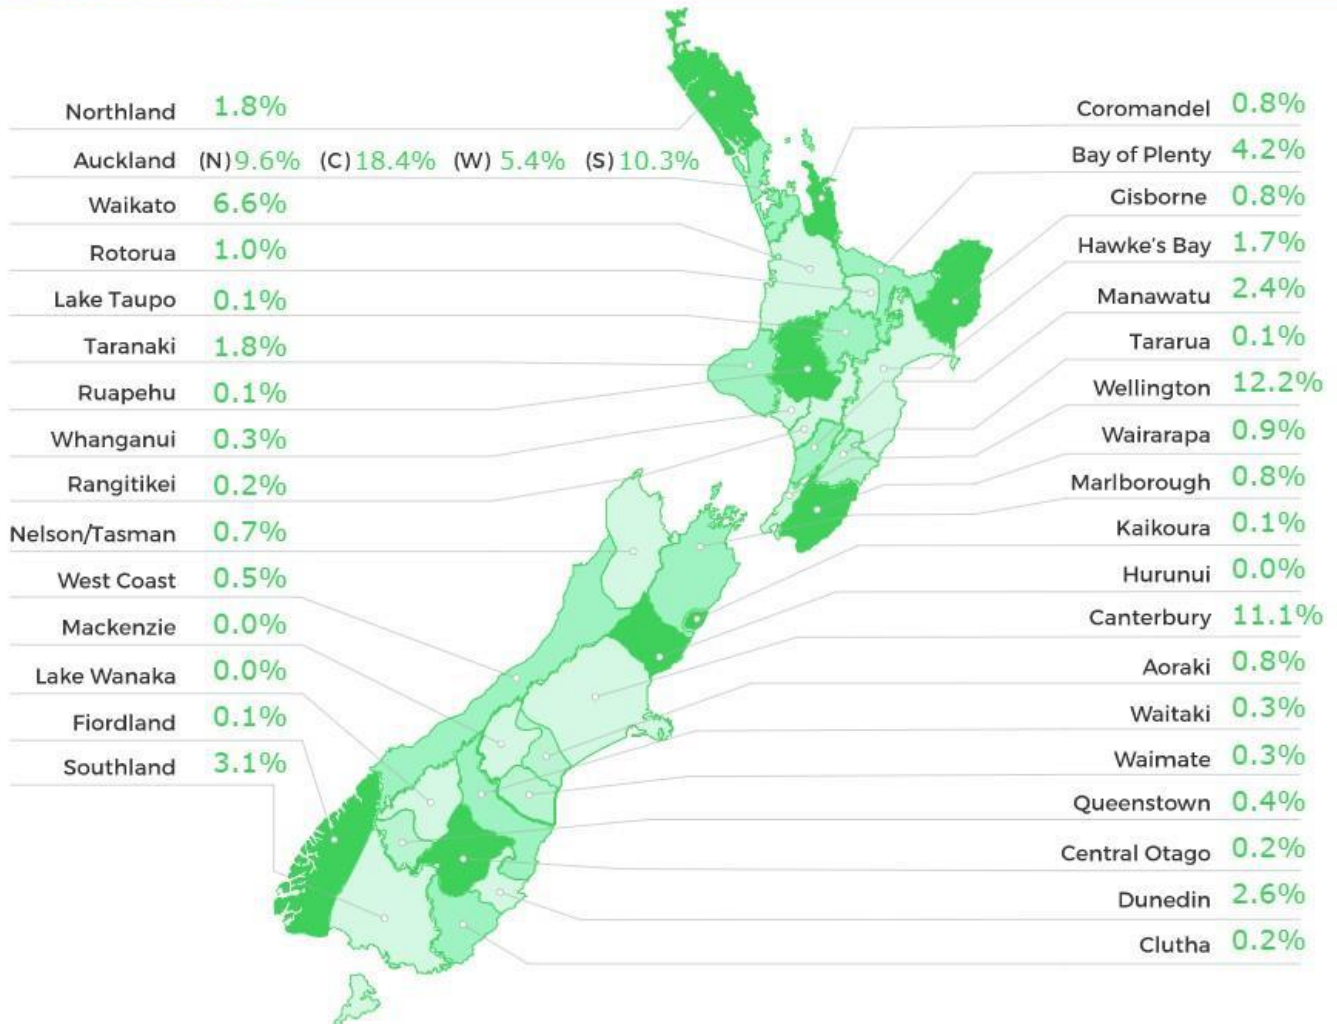 Northland 1.8%
Auckland (N) 9.6% (C) 18.4% (W) 5.4% (S) 10.3%
Waikato 6.6%
Rotorua 1.0%
Lake Taupo 0.1%
Taranaki 1.8%
Ruapehu 0.1%
Whanganui 0.3%
Rangitikei 0.2%
Nelson/Tasman 0.7%
West Coast 0.5%
Mackenzie 0.0%
Lake Wanaka 0.0%
Fiordland 0.1%
Southland 3.1%
Coromandel 0.8%
Bay of Plenty 4.2%
Gisborne 0.8%
Hawke's Bay 1.7%
Manawatu 2.4%
Tararua 0.1%
Wellington 12.2%
Wairarapa 0.9%
Marlborough 0.8%
Kaikoura 0.1%
Hurunui 0.0%
Canterbury 11.1%
Aoraki 0.8%
Waitaki 0.3%
Waimate 0.3%
Queenstown 0.4%
Central Otago 0.2%
Dunedin 2.6%
Clutha 0.2%